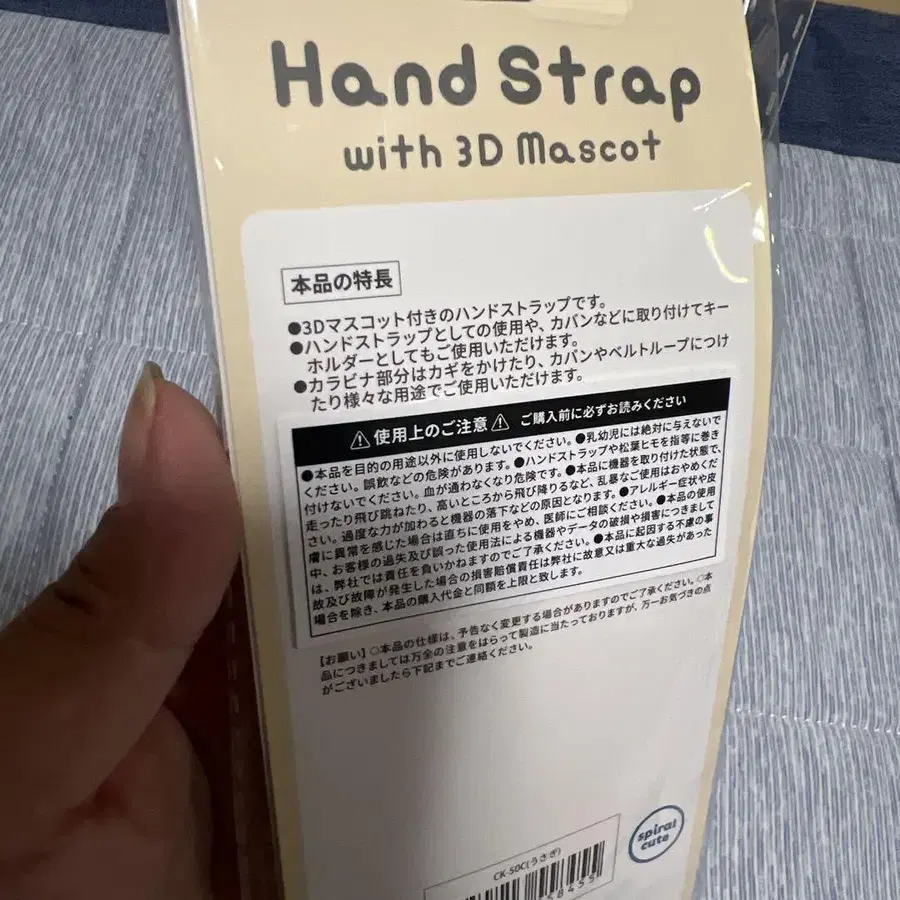 Hand Strap
with 3D Mascot
本品の特長
●3Dマスコット付きのハンドストラップです。
●ハンドストラップとしての使用や、カバンなどに取り付けてキー
ホルダーとしてもご使用いただけます。
●カラビナ部分はカギをかけたり、カバンやベルトループにつけ
たり様々な用途でご使用いただけます。
⚠使用上のご注意⚠ ご購入前に必ずお読みください
●本品を目的の用途以外に使用しないでください。●乳幼児には絶対に与えないで
ください。誤飲などの危険があります。●ハンドストラップや松葉ヒモを指等に巻き
付けないでください。血が通わなくなり危険です。●本品に機器を取り付けた状態で、
走ったり飛び跳ねたり、高いところから飛び降りるなど、乱暴なご使用はおやめくだ
さい。過度な力が加わると機器の落下などの原因となります。●アレルギー症状や皮
膚に異常を感じた場合は直ちに使用をやめ、医師にご相談ください。●本品の使用
中、お客様の過失及び誤った使用法による機器やデータの破損や損害につきまして
は、弊社では責任を負いかねますのでご了承ください。●本品に起因する不慮の事
故及び故障が発生した場合の損害賠償責任は弊社に故意又は重大な過失があった
場合を除き、本品の購入代金と同額を上限と致します。
【お願い】○本品の仕様は、予告なく変更する場合がありますのでご了承ください。○本
品につきましては万全の注意をはらって製造に当たっておりますが、万一お気づきの点
がございましたら下記までご連絡ください。
spiral
cute
CK-50C(うさぎ)